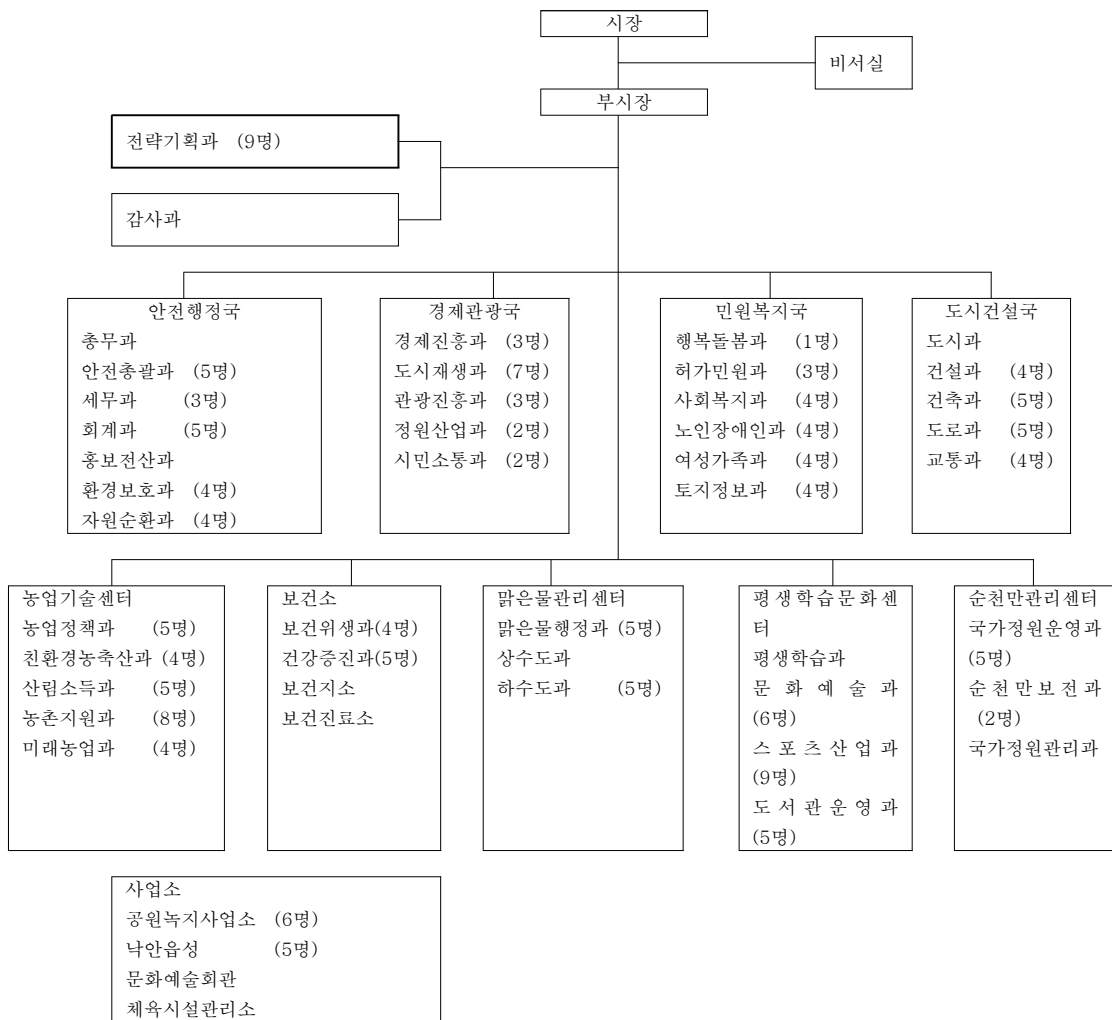 시장
비서실
부시장
전략기획과 (9명)
감사과
안전행정국
총무과
안전총괄과 (5명)
세무과 (3명)
회계과 (5명)
홍보전산과
환경보호과 (4명)
자원순환과 (4명)
경제관광국
경제진흥과 (3명)
도시재생과 (7명)
관광진흥과 (3명)
정원산업과 (2명)
시민소통과 (2명)
민원복지국
행복돌봄과 (1명)
허가민원과 (3명)
사회복지과 (4명)
노인장애인과 (4명)
여성가족과 (4명)
토지정보과 (4명)
도시건설국
도시과
건설과 (4명)
건축과 (5명)
도로과 (5명)
교통과 (4명)
농업기술센터
농업정책과 (5명)
친환경농축산과 (4명)
산림소득과 (5명)
농촌지원과 (8명)
미래농업과 (4명)
보건소
보건위생과(4명)
건강증진과(5명)
보건지소
보건진료소
맑은물관리센터
맑은물행정과 (5명)
상수도과
하수도과 (5명)
평생학습문화센
터
평생학습과
문 화 예 술 과
(6명)
스 포 츠 산 업 과
(9명)
도 서 관 운 영 과
(5명)
순천만관리센터
국가정원운영과
(5명)
순천만보전과
(2명)
국가정원관리과
사업소
공원녹지사업소 (6명)
낙안읍성 (5명)
문화예술회관
체육시설관리소